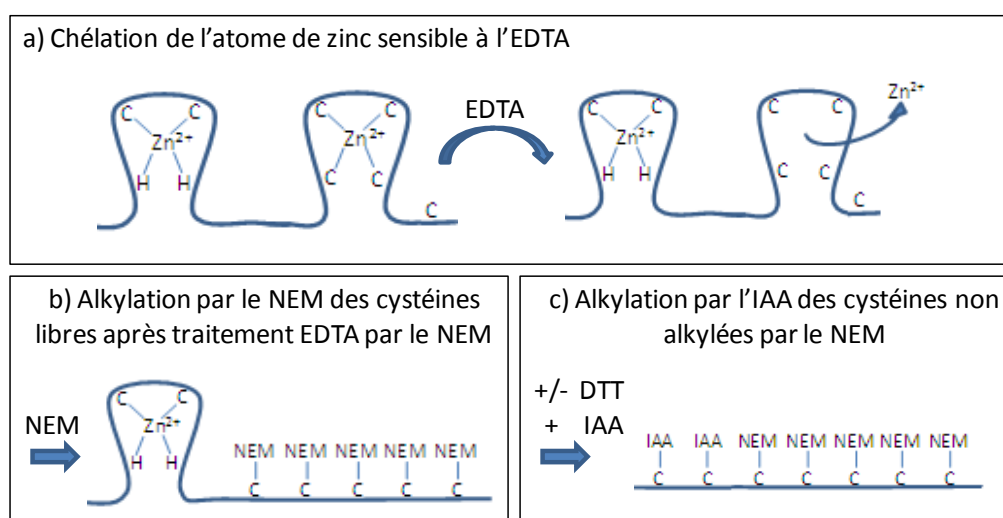 a) Chélation de l'atome de zinc sensible à l'EDTA
C C C C
Zn²⁺ Zn²⁺
H H C C
C
EDTA
C C C C
Zn²⁺ Zn²⁺
H H C C
C
b) Alkylation par le NEM des cystéines
libres après traitement EDTA par le NEM
NEM
C C
Zn²⁺
H H
NEM NEM NEM NEM NEM
C C C C C
c) Alkylation par l'IAA des cystéines non
alkylées par le NEM
+/- DTT
+ IAA
IAA IAA NEM NEM NEM NEM NEM
C C C C C C C